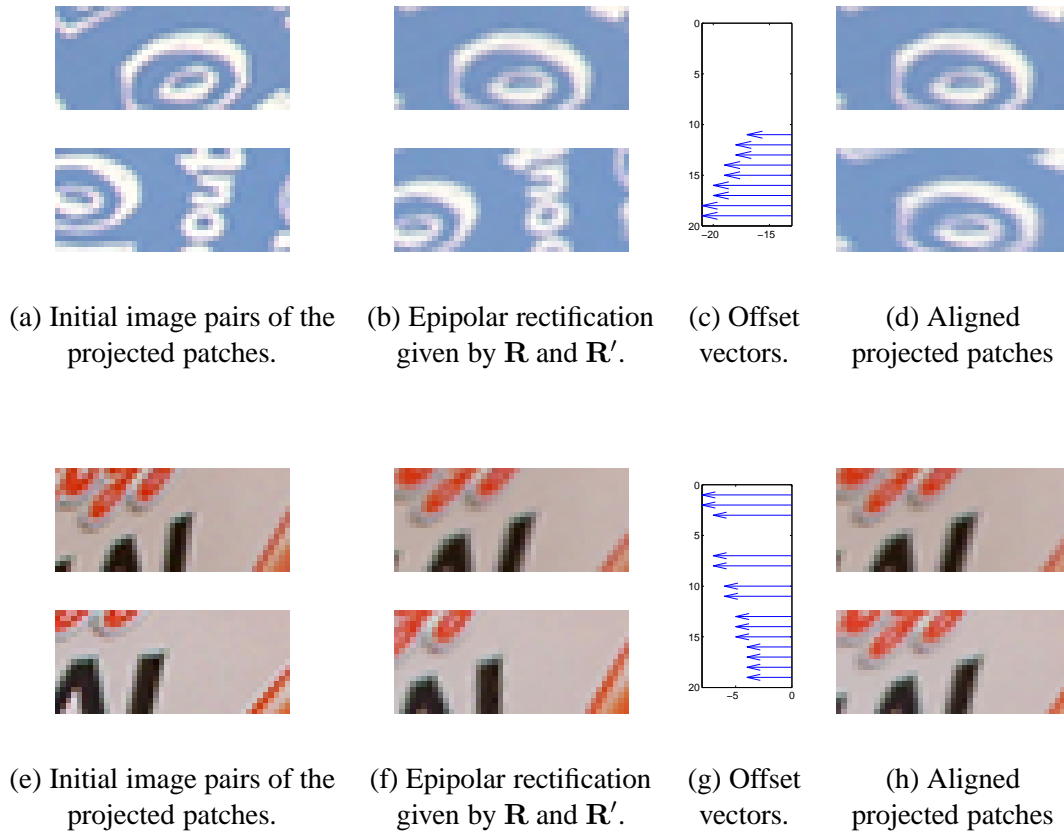 out
out
0
5
10
15
20
−20
−15
(a) Initial image pairs of the
projected patches.
(b) Epipolar rectification
given by R and R′.
(c) Offset
vectors.
(d) Aligned
projected patches
0
5
10
15
20
−5
0
(e) Initial image pairs of the
projected patches.
(f) Epipolar rectification
given by R and R′.
(g) Offset
vectors.
(h) Aligned
projected patches